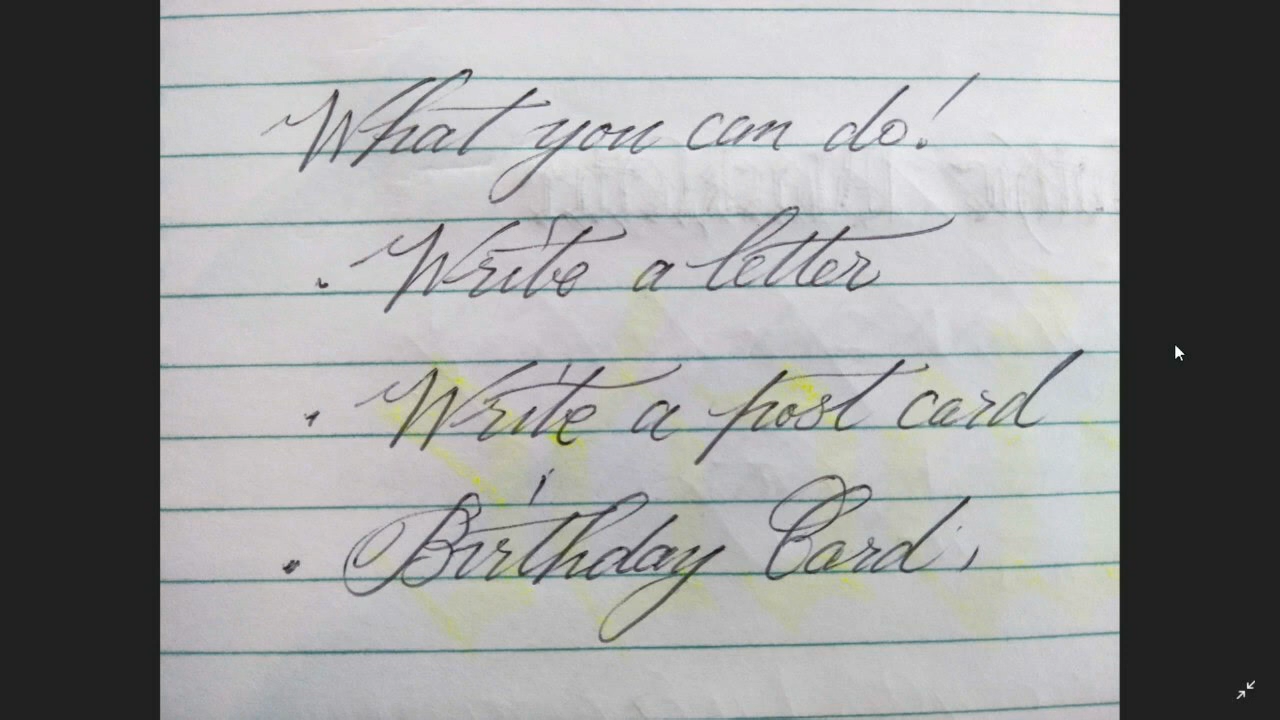 What you can do!
. Write a letter
. Write a post card
. Birthday Card,